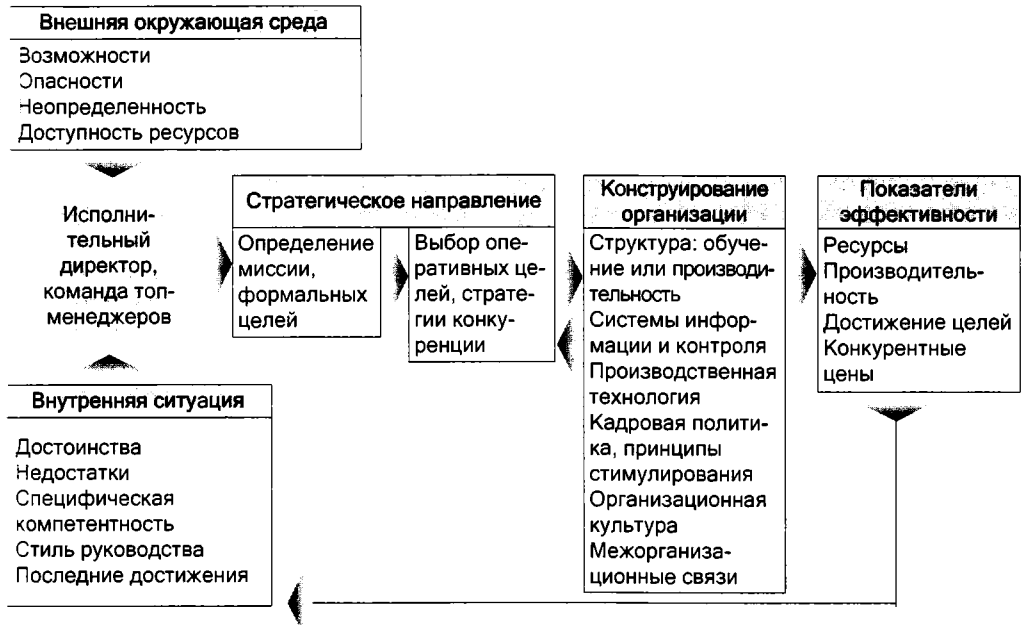 Внешняя окружающая среда
Возможности
Опасности
Неопределенность
Доступность ресурсов
Исполни-
тельный
директор,
команда топ-
менеджеров
Внутренняя ситуация
Достоинства
Недостатки
Специфическая
компетентность
Стиль руководства
Последние достижения
Стратегическое направление
Определение
миссии,
формальных
целей
Выбор опе-
ративных це-
лей, страте-
гии конку-
ренции
Конструирование
организации
Структура: обуче-
ние или производи-
тельность
Системы инфор-
мации и контроля
Производственная
технология
Кадровая полити-
ка, принципы
стимулирования
Организационная
культура
Межорганиза-
ционные связи
Показатели
эффективности
Ресурсы
Производитель-
ность
Достижение целей
Конкурентные
цены